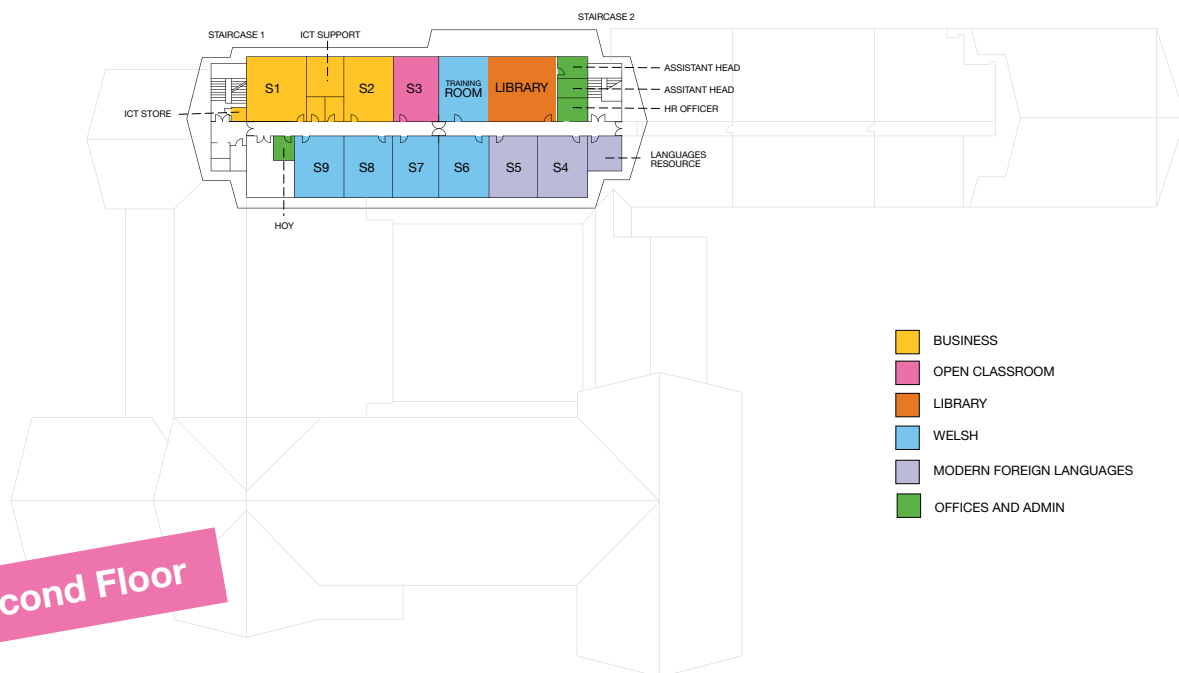 STAIRCASE 2
STAIRCASE 1
ICT SUPPORT
ASSISTANT HEAD
S1
S2
S3
TRAINING
ROOM
LIBRARY
ASSITANT HEAD
HR OFFICER
ICT STORE
S9
S8
S7
S6
S5
S4
LANGUAGES
RESOURCE
HOY
BUSINESS
OPEN CLASSROOM
LIBRARY
WELSH
MODERN FOREIGN LANGUAGES
OFFICES AND ADMIN
cond Floor